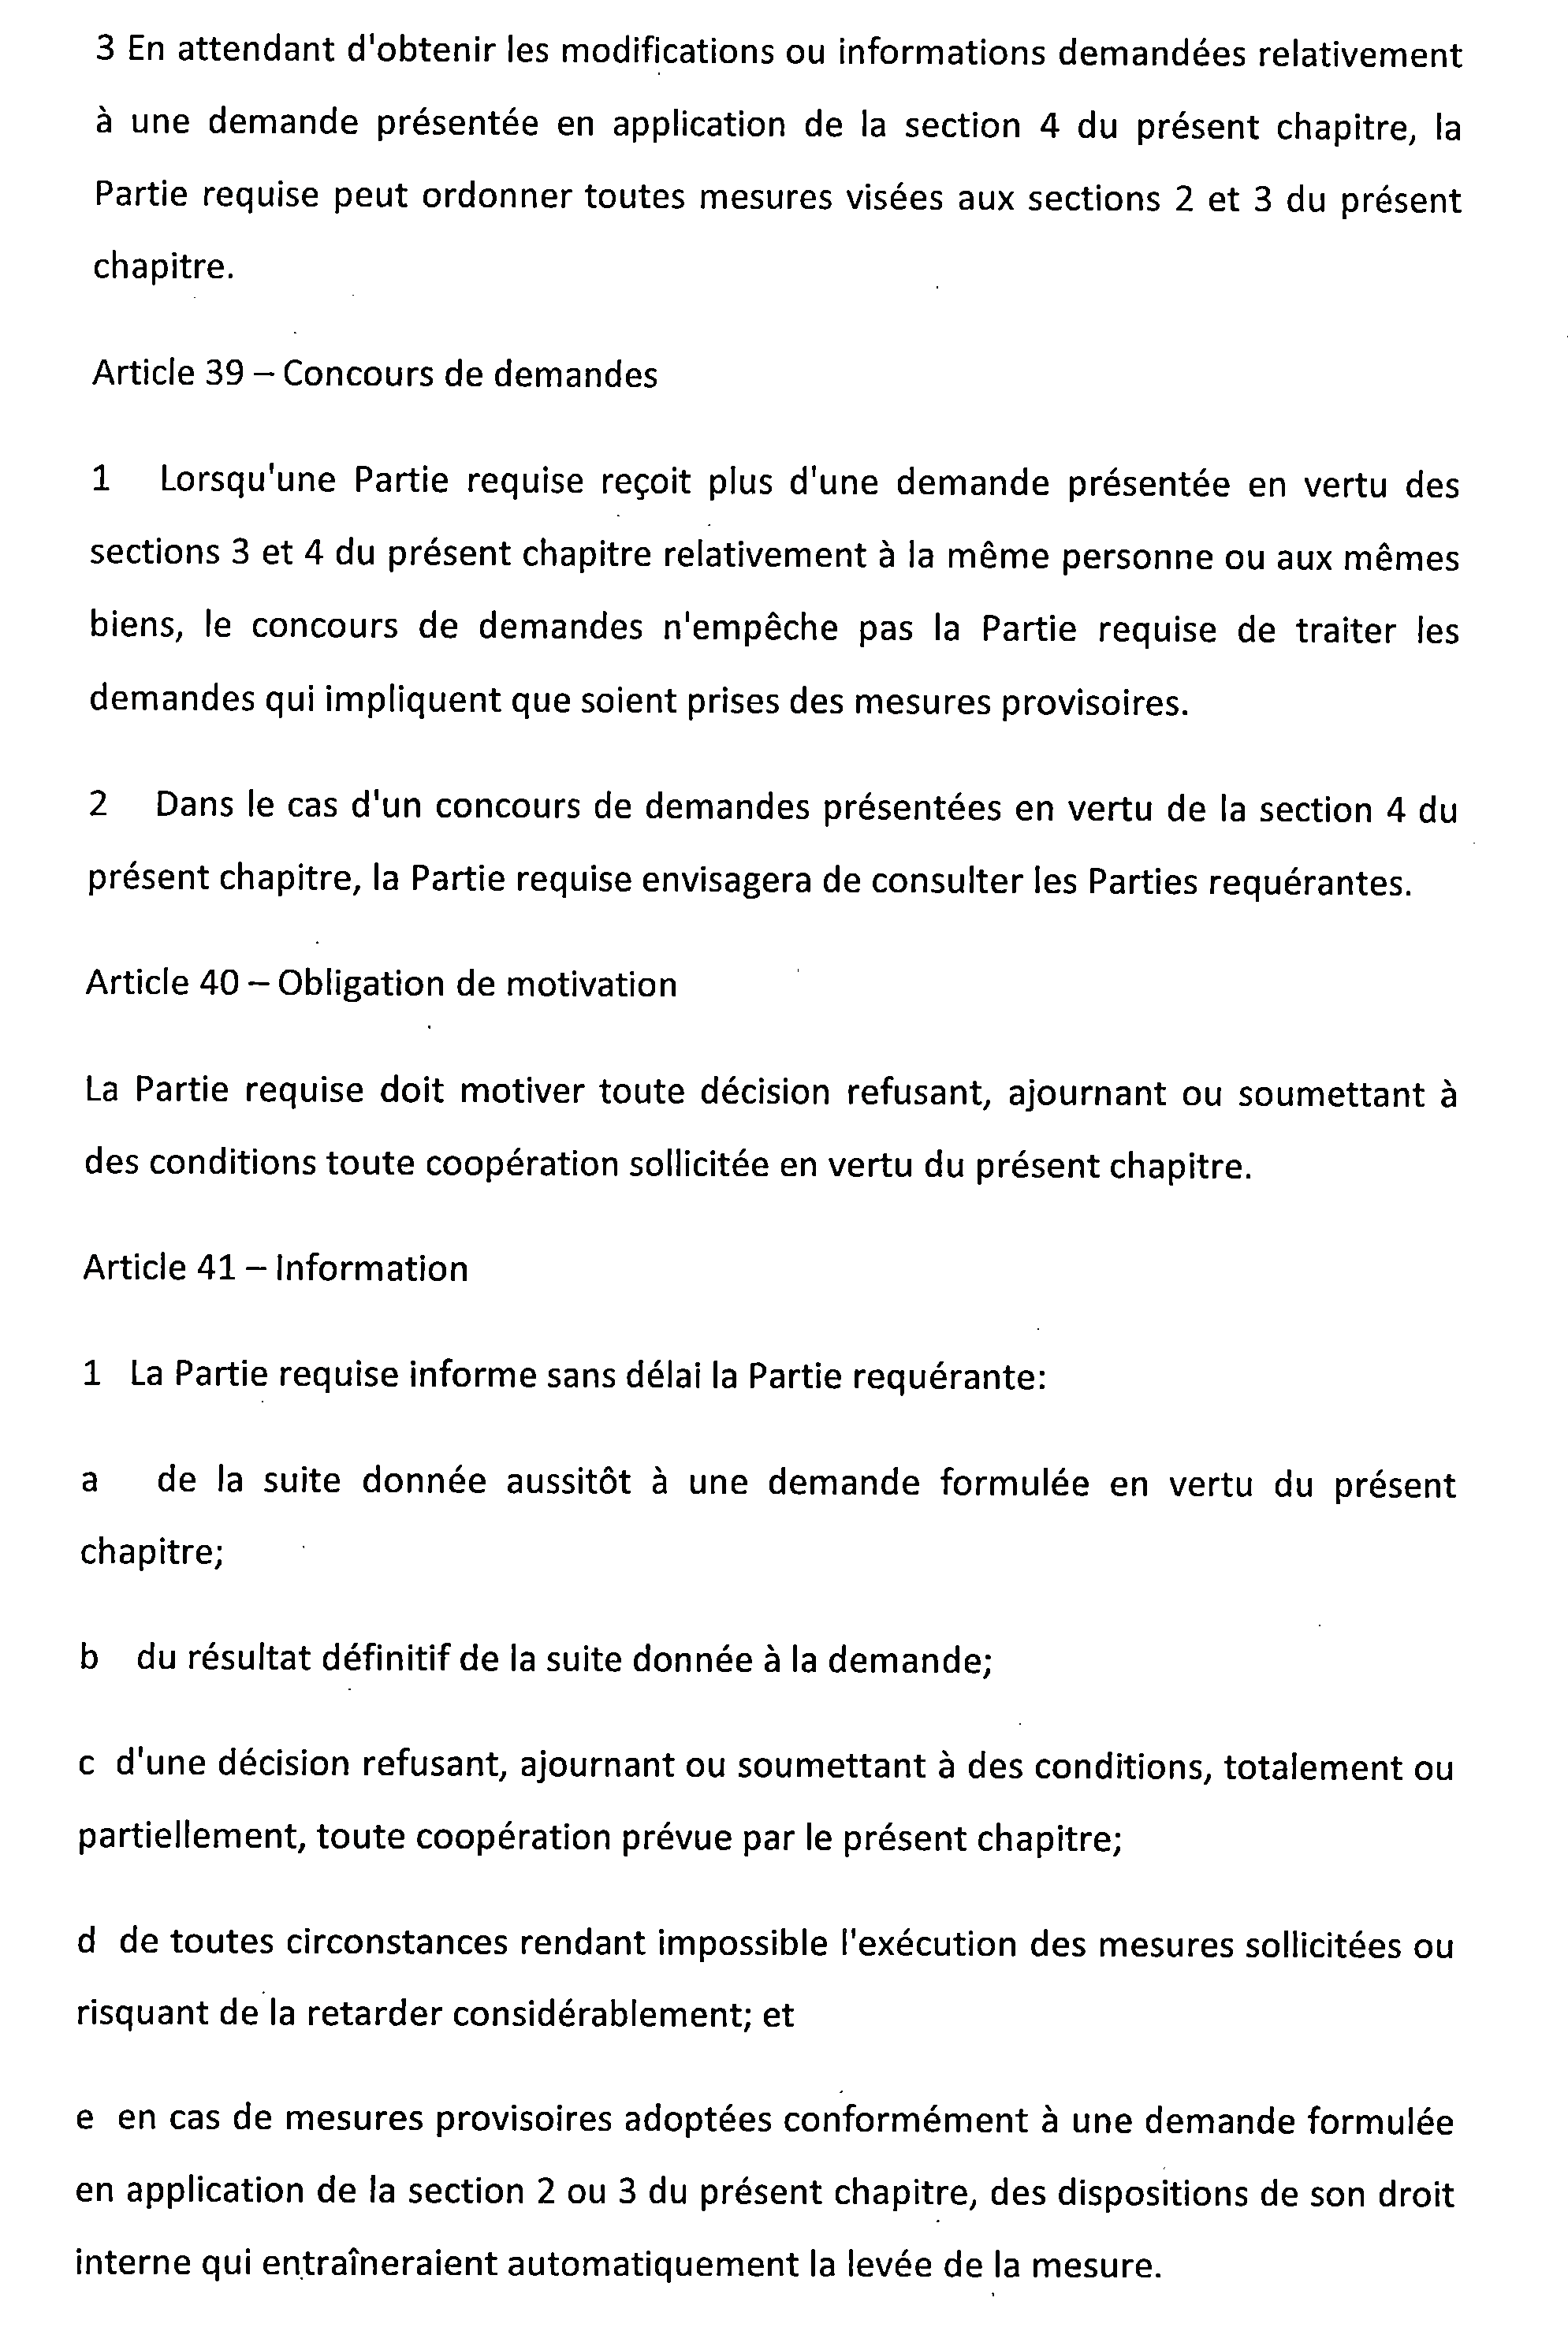 3 En attendant d'obtenir les modifications ou informations demandées relativement
à une demande présentée en application de la section 4 du présent chapitre, la
Partie requise peut ordonner toutes mesures visées aux sections 2 et 3 du présent
chapitre.
Article 39 – Concours de demandes
1 Lorsqu'une Partie requise reçoit plus d'une demande présentée en vertu des
sections 3 et 4 du présent chapitre relativement à la même personne ou aux mêmes
biens, le concours de demandes n'empêche pas la Partie requise de traiter les
demandes qui impliquent que soient prises des mesures provisoires.
2 Dans le cas d'un concours de demandes présentées en vertu de la section 4 du
présent chapitre, la Partie requise envisagera de consulter les Parties requérantes.
Article 40 – Obligation de motivation
La Partie requise doit motiver toute décision refusant, ajournant ou soumettant à
des conditions toute coopération sollicitée en vertu du présent chapitre.
Article 41 – Information
1 La Partie requise informe sans délai la Partie requérante:
a de la suite donnée aussitôt à une demande formulée en vertu du présent
chapitre;
b du résultat définitif de la suite donnée à la demande;
c d'une décision refusant, ajournant ou soumettant à des conditions, totalement ou
partiellement, toute coopération prévue par le présent chapitre;
d de toutes circonstances rendant impossible l'exécution des mesures sollicitées ou
risquant de la retarder considérablement; et
e en cas de mesures provisoires adoptées conformément à une demande formulée
en application de la section 2 ou 3 du présent chapitre, des dispositions de son droit
interne qui entraîneraient automatiquement la levée de la mesure.